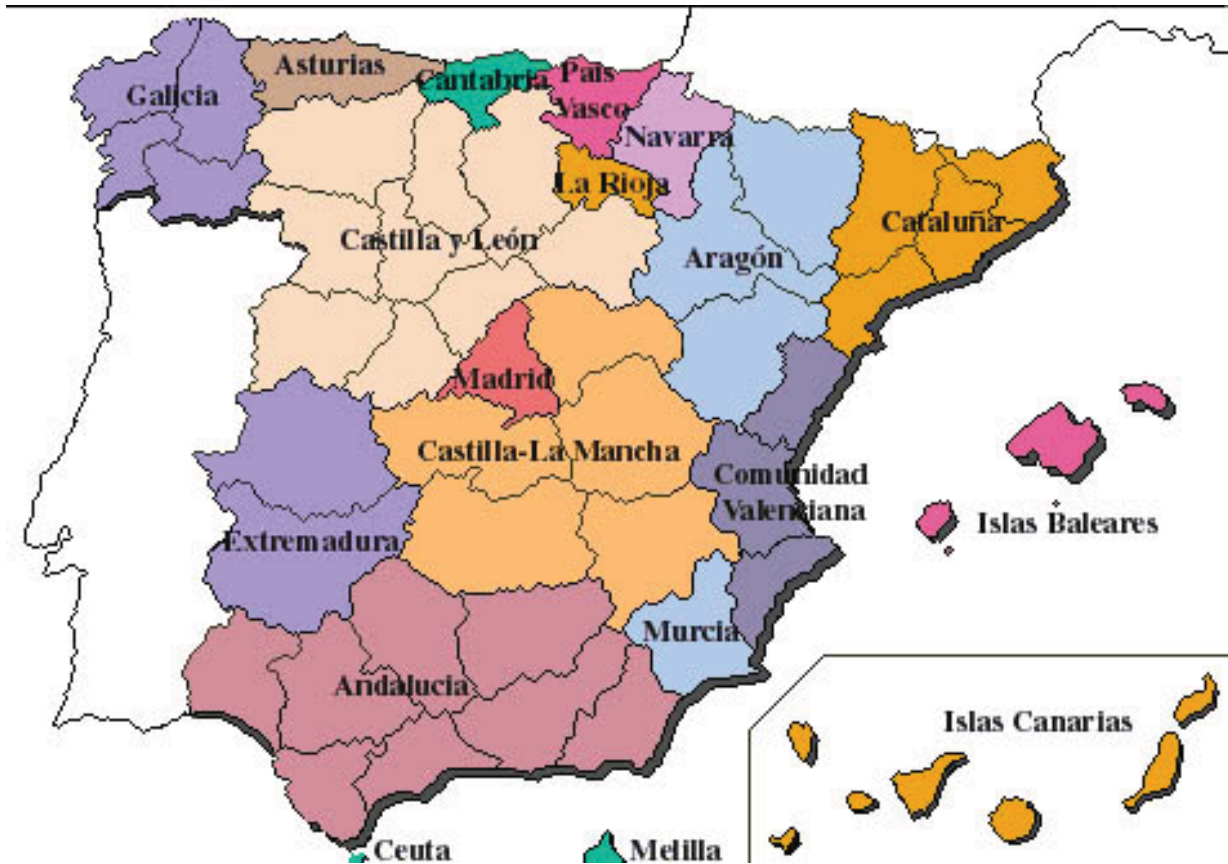 Asturias
Cantabria
País
Vasco
Galicia
Navarra
La Rioja
Cataluña
Castilla y León
Aragón
Madrid
Castilla-La Mancha
Comunidad
Valenciana
Islas Baleares
Extremadura
Murcia
Andalucia
Islas Canarias
Ceuta
Melilla